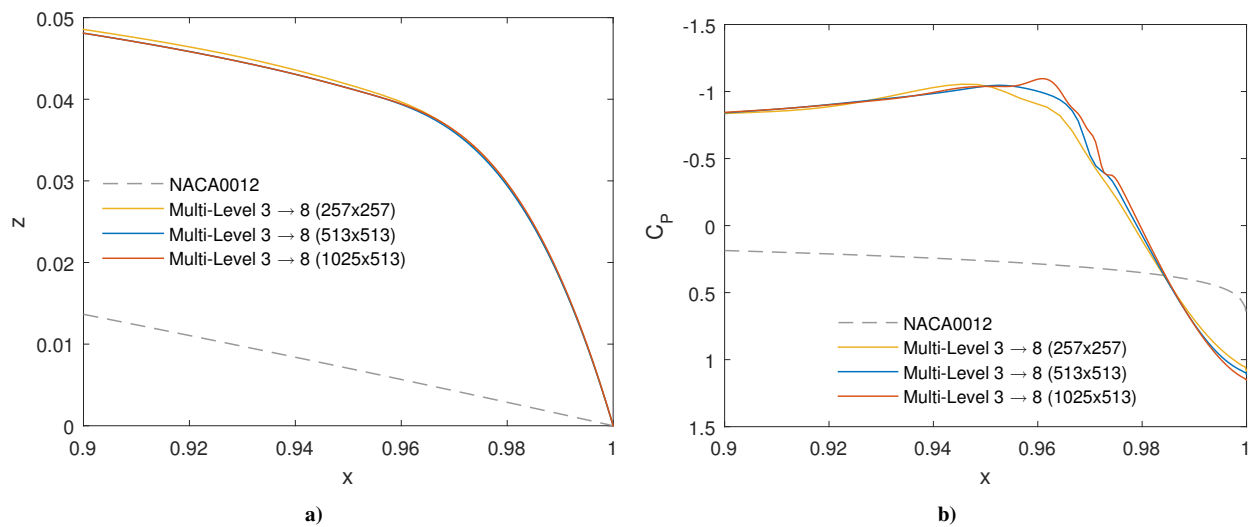 0.05
0.04
0.03
0.02
0.01
0
z
NACA0012
Multi-Level 3 → 8 (257x257)
Multi-Level 3 → 8 (513x513)
Multi-Level 3 → 8 (1025x513)
0.9 0.92 0.94 0.96 0.98 1
x
a)
-1.5
-1
-0.5
0
0.5
1
1.5
C_P
NACA0012
Multi-Level 3 → 8 (257x257)
Multi-Level 3 → 8 (513x513)
Multi-Level 3 → 8 (1025x513)
0.9 0.92 0.94 0.96 0.98 1
x
b)